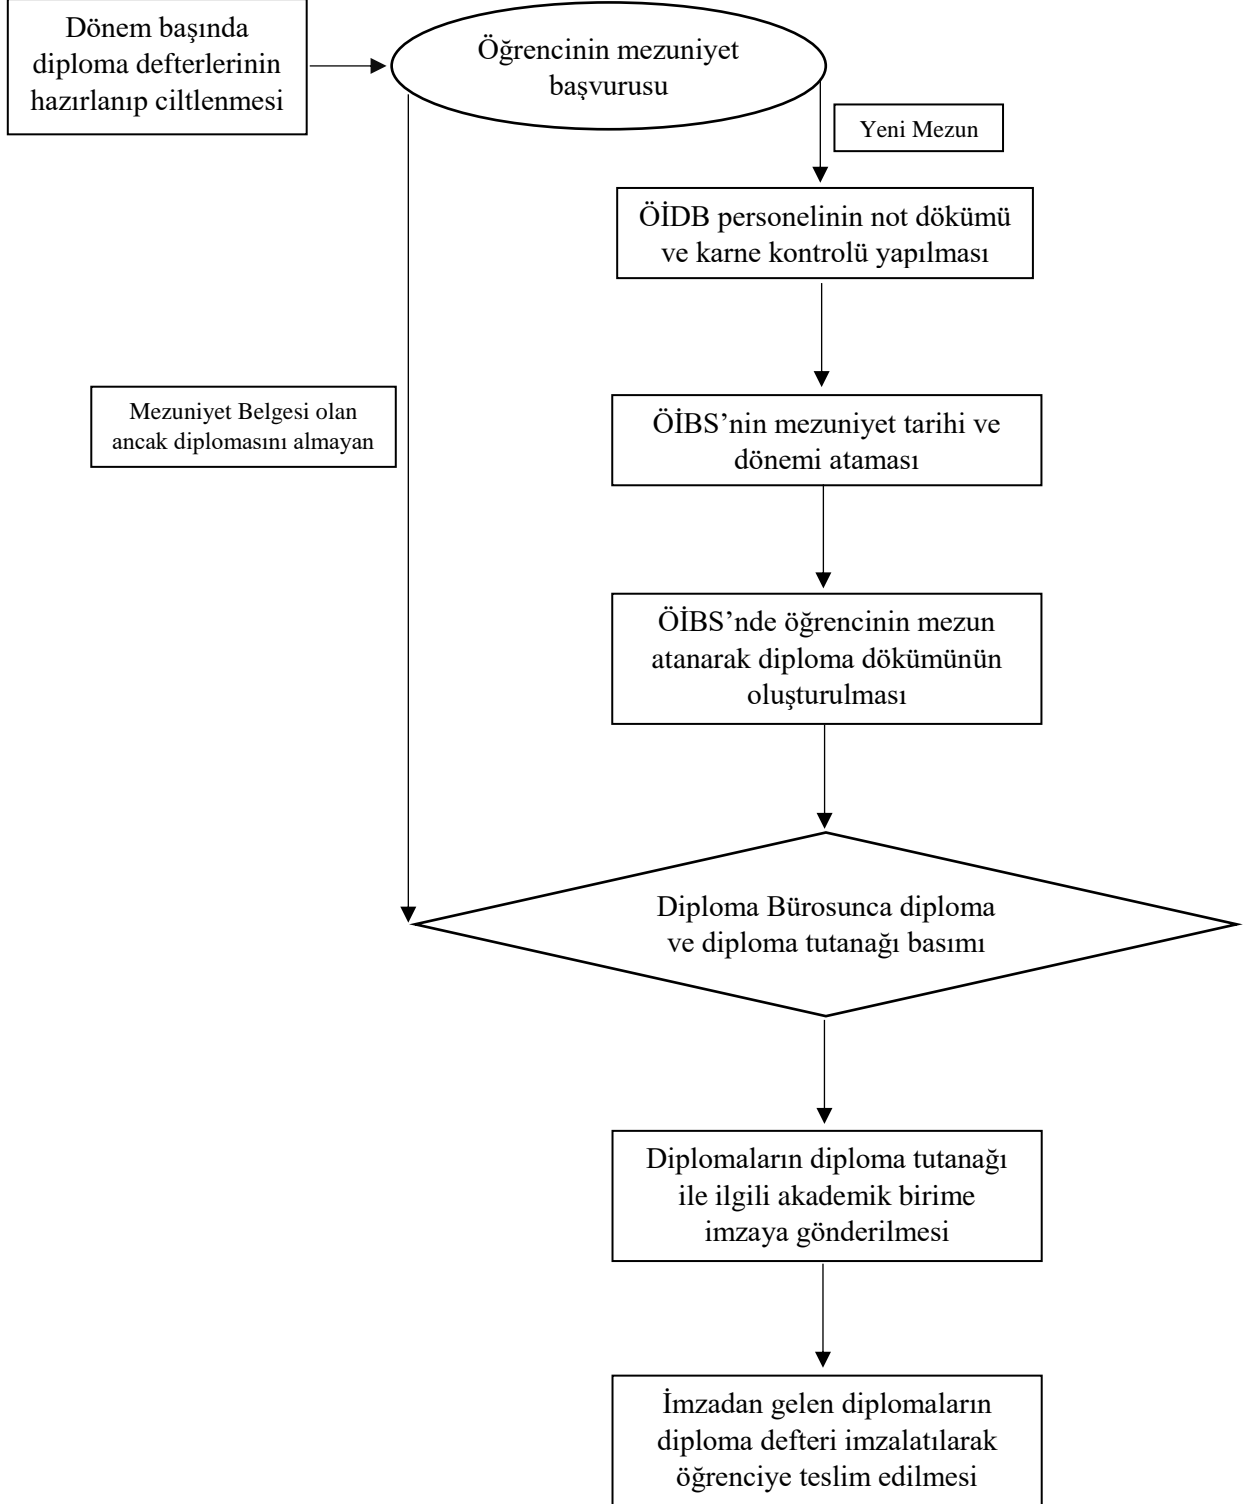 Dönem başında
diploma defterlerinin
hazırlanıp ciltlenmesi
Öğrencinin mezuniyet
başvurusu
Yeni Mezun
ÖİDB personelinin not dökümü
ve karne kontrolü yapılması
Mezuniyet Belgesi olan
ancak diplomasını almayan
ÖİBS’nin mezuniyet tarihi ve
dönemi ataması
ÖİBS’nde öğrencinin mezun
atanarak diploma dökümünün
oluşturulması
Diploma Bürosunca diploma
ve diploma tutanağı basımı
Diplomaların diploma tutanağı
ile ilgili akademik birime
imzaya gönderilmesi
İmzadan gelen diplomaların
diploma defteri imzalatılarak
öğrenciye teslim edilmesi